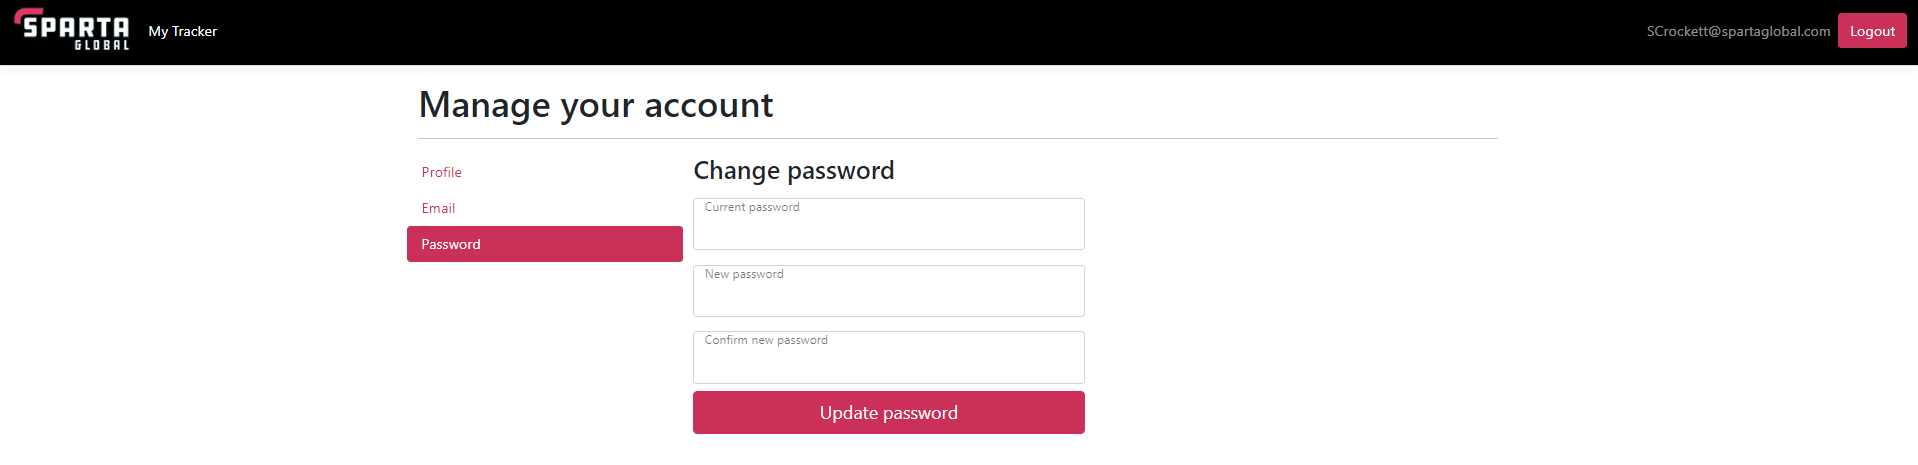 SPARTA
GLOBAL
My Tracker
SCrockett@spartaglobal.com
Logout
Manage your account
Profile
Email
Password
Change password
Current password
New password
Confirm new password
Update password